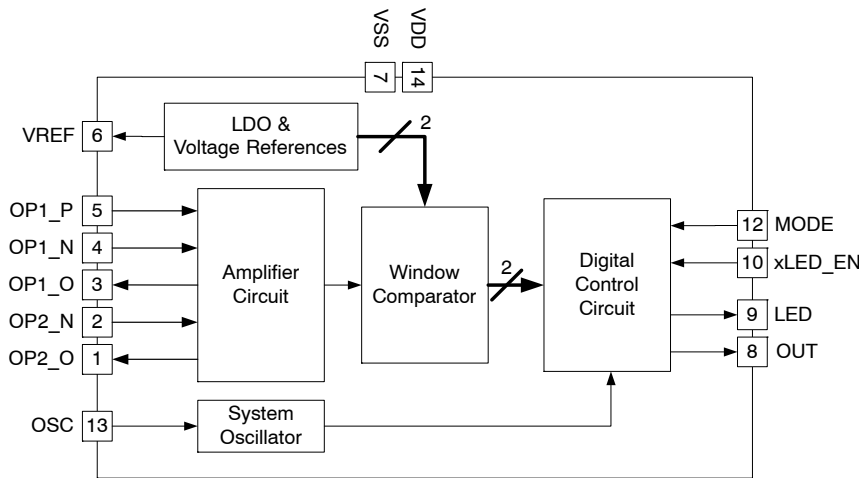 VSS
VDD
7
14
VREF
6
LDO &
Voltage References
2
OP1_P
5
OP1_N
4
OP1_O
3
OP2_N
2
OP2_O
1
Amplifier
Circuit
Window
Comparator
2
Digital
Control
Circuit
12
MODE
10
xLED_EN
9
LED
8
OUT
OSC
13
System
Oscillator